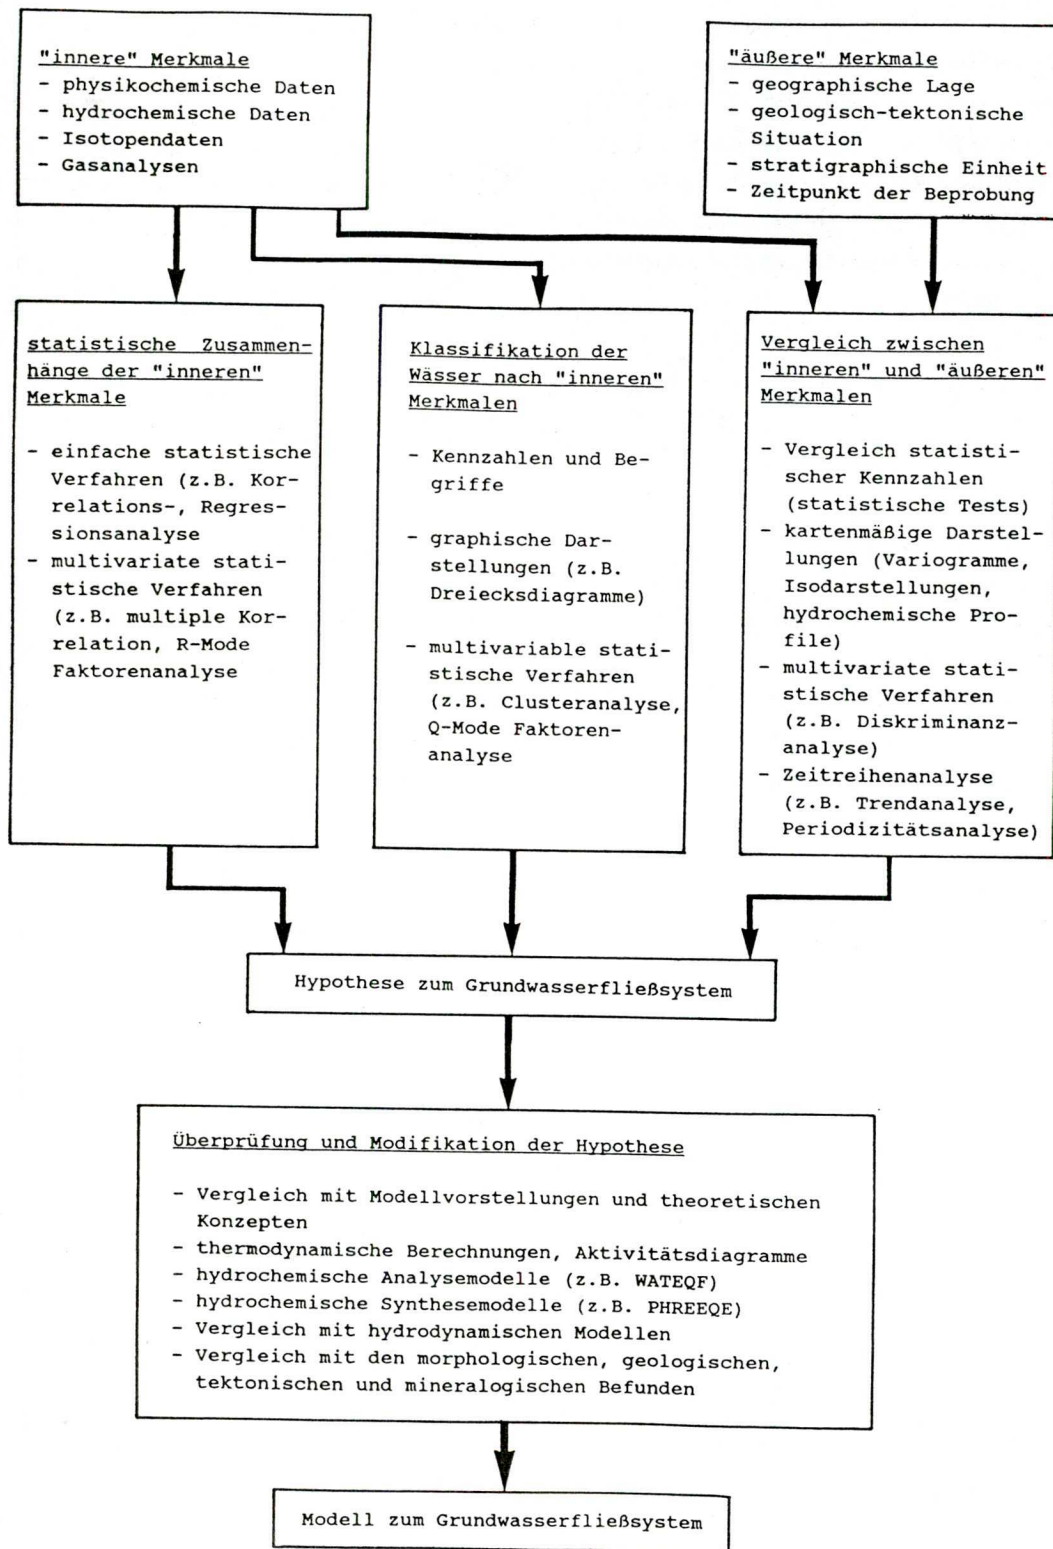 "innere" Merkmale
- physikochemische Daten
- hydrochemische Daten
- Isotopendaten
- Gasanalysen
"äußere" Merkmale
- geographische Lage
- geologisch-tektonische
Situation
- stratigraphische Einheit
- Zeitpunkt der Beprobung
statistische Zusammen-
hänge der "inneren"
Merkmale
- einfache statistische
Verfahren (z.B. Kor-
relations-, Regres-
sionsanalyse
- multivariate stati-
stische Verfahren
(z.B. multiple Kor-
relation, R-Mode
Faktorenanalyse
Klassifikation der
Wässer nach "inneren"
Merkmalen
- Kennzahlen und Be-
griffe
- graphische Dar-
stellungen (z.B.
Dreiecksdiagramme)
- multivariable stati-
stische Verfahren
(z.B. Clusteranalyse,
Q-Mode Faktoren-
analyse
Vergleich zwischen
"inneren" und "äußeren"
Merkmalen
- Vergleich statisti-
scher Kennzahlen
(statistische Tests)
- kartenmäßige Darstel-
lungen (Variogramme,
Isodarstellungen,
hydrochemische Pro-
file)
- multivariate stati-
stische Verfahren
(z.B. Diskriminanz-
analyse)
- Zeitreihenanalyse
(z.B. Trendanalyse,
Periodizitätsanalyse)
Hypothese zum Grundwasserfließsystem
Überprüfung und Modifikation der Hypothese
- Vergleich mit Modellvorstellungen und theoretischen
Konzepten
- thermodynamische Berechnungen, Aktivitätsdiagramme
- hydrochemische Analysemodelle (z.B. WATEQF)
- hydrochemische Synthesemodelle (z.B. PHREEQE)
- Vergleich mit hydrodynamischen Modellen
- Vergleich mit den morphologischen, geologischen,
tektonischen und mineralogischen Befunden
Modell zum Grundwasserfließsystem